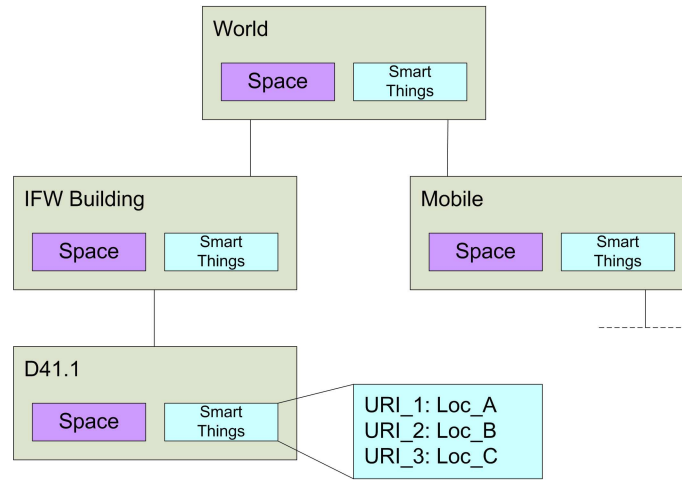 World
Space
Smart
Things
IFW Building
Space
Smart
Things
Mobile
Space
Smart
Things
D41.1
Space
Smart
Things
URI_1: Loc_A
URI_2: Loc_B
URI_3: Loc_C